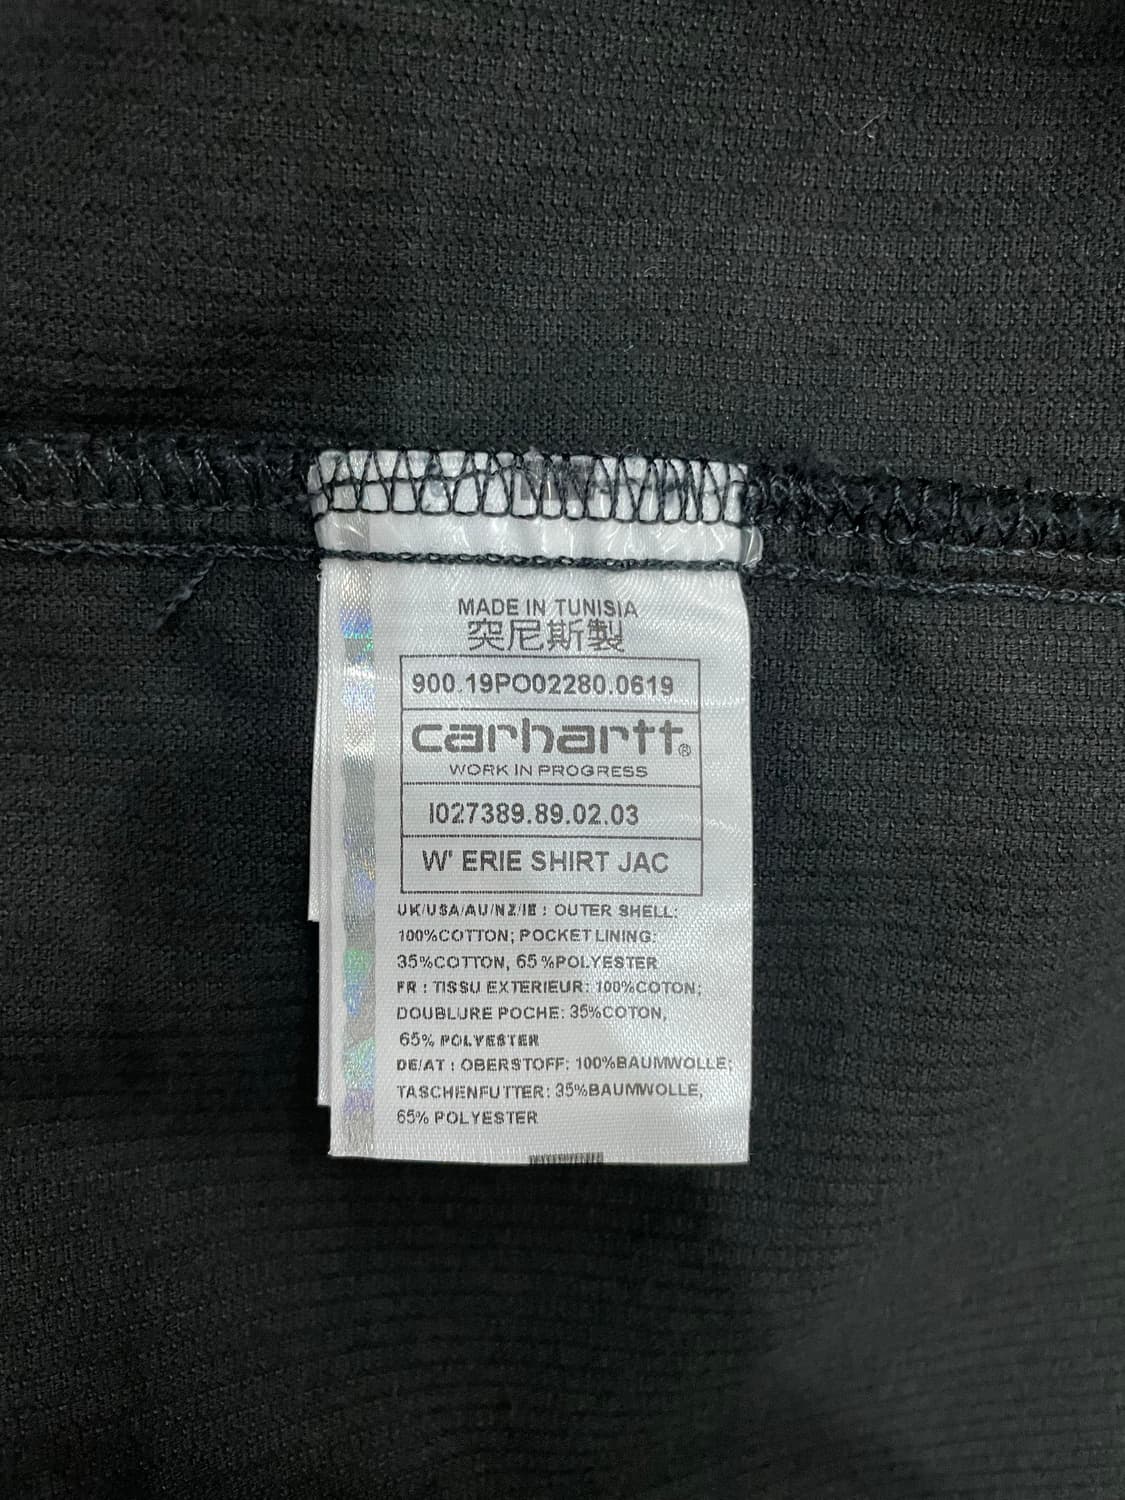 MADE IN TUNISIA
突尼斯製
900.19PO02280.0619
carhartt®
WORK IN PROGRESS
I027389.89.02.03
W' ERIE SHIRT JAC
UK/USA/AU/NZ/IE : OUTER SHELL:
100%COTTON; POCKET LINING:
35%COTTON, 65 %POLYESTER
FR : TISSU EXTERIEUR: 100%COTON;
DOUBLURE POCHE: 35%COTON,
65% POLYESTER
DE/AT : OBERSTOFF: 100%BAUMWOLLE;
TASCHENFUTTER: 35%BAUMWOLLE,
65% POLYESTER